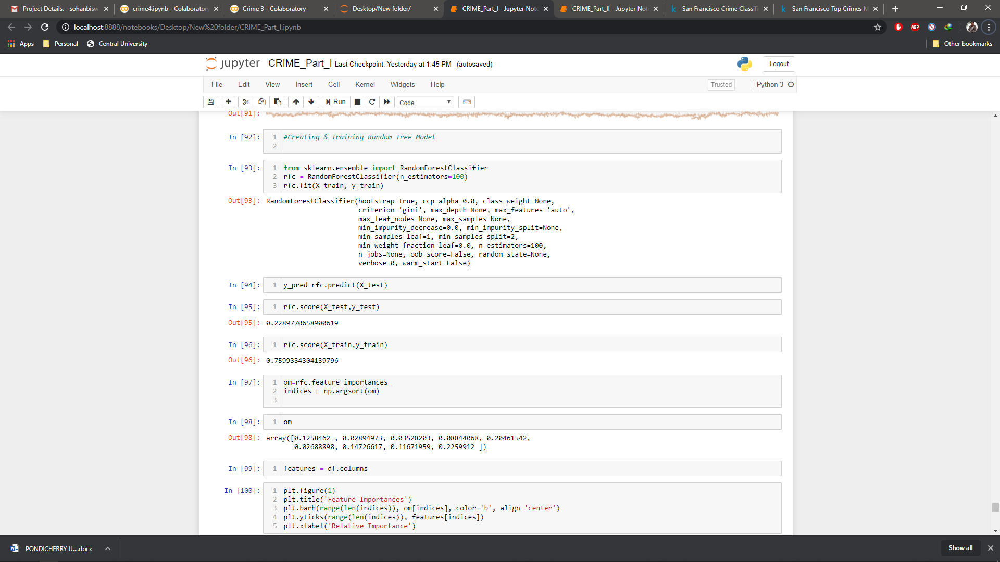 Project Details. - sohanbisw
crime4.ipynb - Colaboratory
Crime 3 - Colaboratory
Desktop/New folder/
CRIME_Part_I - Jupyter Note
CRIME_Part_II - Jupyter Not
San Francisco Crime Classifi
San Francisco Top Crimes M
localhost:8888/notebooks/Desktop/New%20folder/CRIME_Part_I.ipynb
ABP
Apps
Personal
Central University
Other bookmarks
jupyter
CRIME_Part_I Last Checkpoint: Yesterday at 1:45 PM (autosaved)
Logout
File Edit View Insert Cell Kernel Widgets Help
Trusted
Python 3
Run
Code
Out[91]:
In [92]: 1 #Creating & Training Random Tree Model
2
In [93]: 1 from sklearn.ensemble import RandomForestClassifier
2 rfc = RandomForestClassifier(n_estimators=100)
3 rfc.fit(X_train, y_train)
Out[93]: RandomForestClassifier(bootstrap=True, ccp_alpha=0.0, class_weight=None,
criterion='gini', max_depth=None, max_features='auto',
max_leaf_nodes=None, max_samples=None,
min_impurity_decrease=0.0, min_impurity_split=None,
min_samples_leaf=1, min_samples_split=2,
min_weight_fraction_leaf=0.0, n_estimators=100,
n_jobs=None, oob_score=False, random_state=None,
verbose=0, warm_start=False)
In [94]: 1 y_pred=rfc.predict(X_test)
In [95]: 1 rfc.score(X_test,y_test)
Out[95]: 0.2289770658900619
In [96]: 1 rfc.score(X_train,y_train)
Out[96]: 0.7599334304139796
In [97]: 1 om=rfc.feature_importances_
2 indices = np.argsort(om)
3
In [98]: 1 om
Out[98]: array([0.1258462 , 0.02894973, 0.03528203, 0.08844068, 0.20461542,
0.02688898, 0.14726617, 0.11671959, 0.2259912 ])
In [99]: 1 features = df.columns
In [100]: 1 plt.figure(1)
2 plt.title('Feature Importances')
3 plt.barh(range(len(indices)), om[indices], color='b', align='center')
4 plt.yticks(range(len(indices)), features[indices])
5 plt.xlabel('Relative Importance')
PONDICHERRY U....docx
Show all